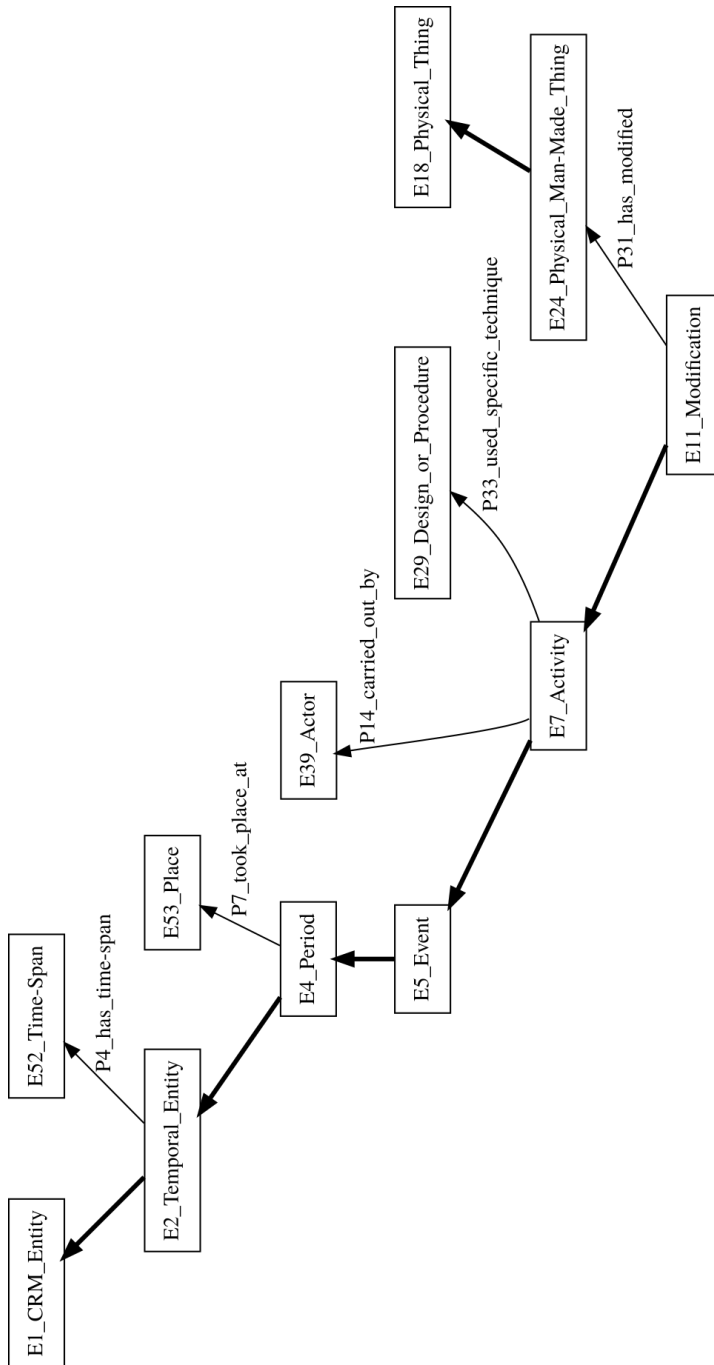 E1_CRM_Entity
E52_Time-Span
P4_has_time-span
E2_Temporal_Entity
E53_Place
P7_took_place_at
E4_Period
E39_Actor
P14_carried_out_by
E5_Event
E29_Design_or_Procedure
P33_used_specific_technique
E18_Physical_Thing
E7_Activity
E24_Physical_Man-Made_Thing
P31_has_modified
E11_Modification